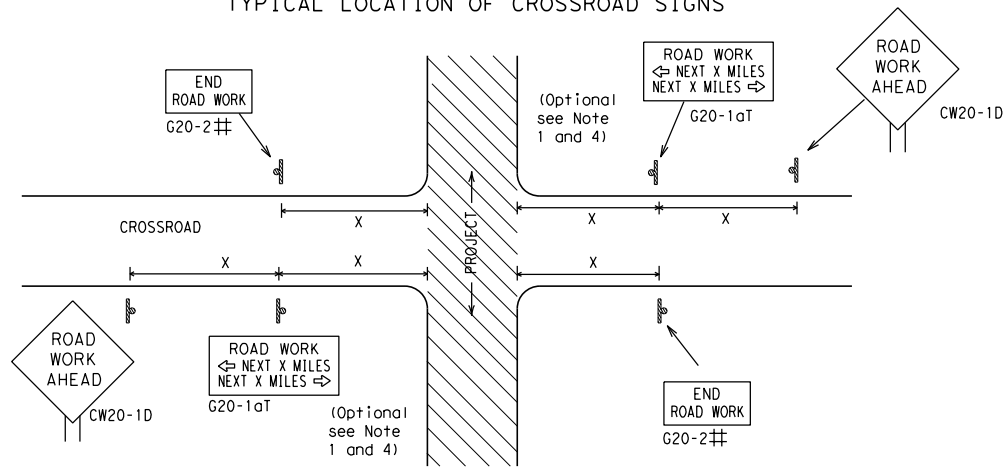 TYPICAL LOCATION OF CROSSROAD SIGNS
END
ROAD WORK
G20-2#
(Optional
see Note
1 and 4)
ROAD WORK
⇦ NEXT X MILES
NEXT X MILES ⇨
G20-1aT
ROAD
WORK
AHEAD
CW20-1D
X
X
X
CROSSROAD
PROJECT
X
X
X
ROAD
WORK
AHEAD
CW20-1D
ROAD WORK
⇦ NEXT X MILES
NEXT X MILES ⇨
G20-1aT
(Optional
see Note
1 and 4)
END
ROAD WORK
G20-2#